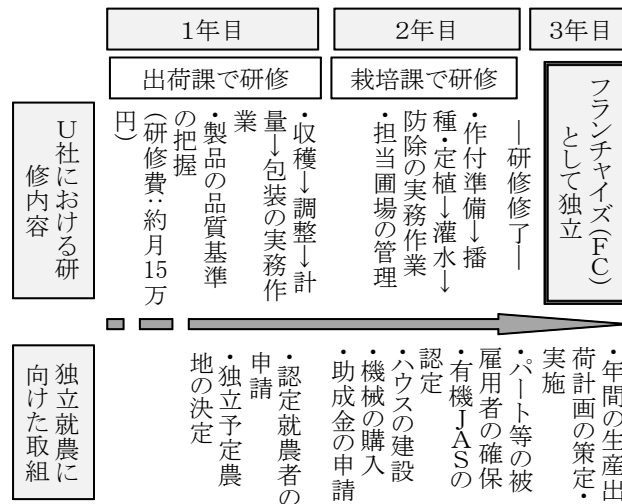 1年目
2年目
3年目
出荷課で研修
栽培課で研修
U社における研
修内容
・収穫→調整→計
量→包装の実務作
業
・製品の品質基準
の把握
(研修費：約月15万
円)
・作付準備→播
種・定植→灌水→
防除の実務作業
・担当圃場の管理
―研修修了―
フランチャイズ(FC)
として独立
独立就農に
向けた取組
・認定就農者の
申請
・独立予定農
地の決定
・パート等の被
雇用者の確保
・有機JASの
認定
・ハウスの建設
・機械の購入
・助成金の申請
・年間の生産出
荷計画の策定・
実施